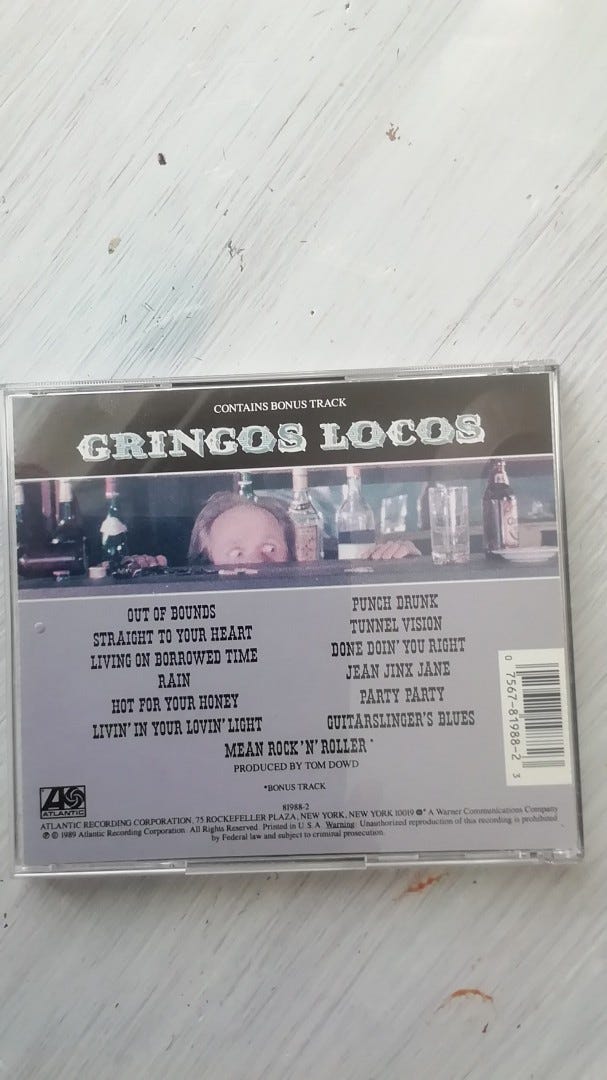 CONTAINS BONUS TRACK
GRINGOS LOCOS
OUT OF BOUNDS
STRAIGHT TO YOUR HEART
LIVING ON BORROWED TIME
RAIN
HOT FOR YOUR HONEY
LIVIN' IN YOUR LOVIN' LIGHT
PUNCH DRUNK
TUNNEL VISION
DONE DOIN' YOU RIGHT
JEAN JINX JANE
PARTY PARTY
GUITARSLINGER'S BLUES
MEAN ROCK'N'ROLLER *
PRODUCED BY TOM DOWD
*BONUS TRACK
0 7567-81988-2 3
ATLANTIC
81988-2
ATLANTIC RECORDING CORPORATION, 75 ROCKEFELLER PLAZA, NEW YORK, NEW YORK 10019 ®* A Warner Communications Company
℗ © 1989 Atlantic Recording Corporation All Rights Reserved Printed in U.S.A. Warning: Unauthorized reproduction of this recording is prohibited
by Federal law and subject to criminal prosecution.